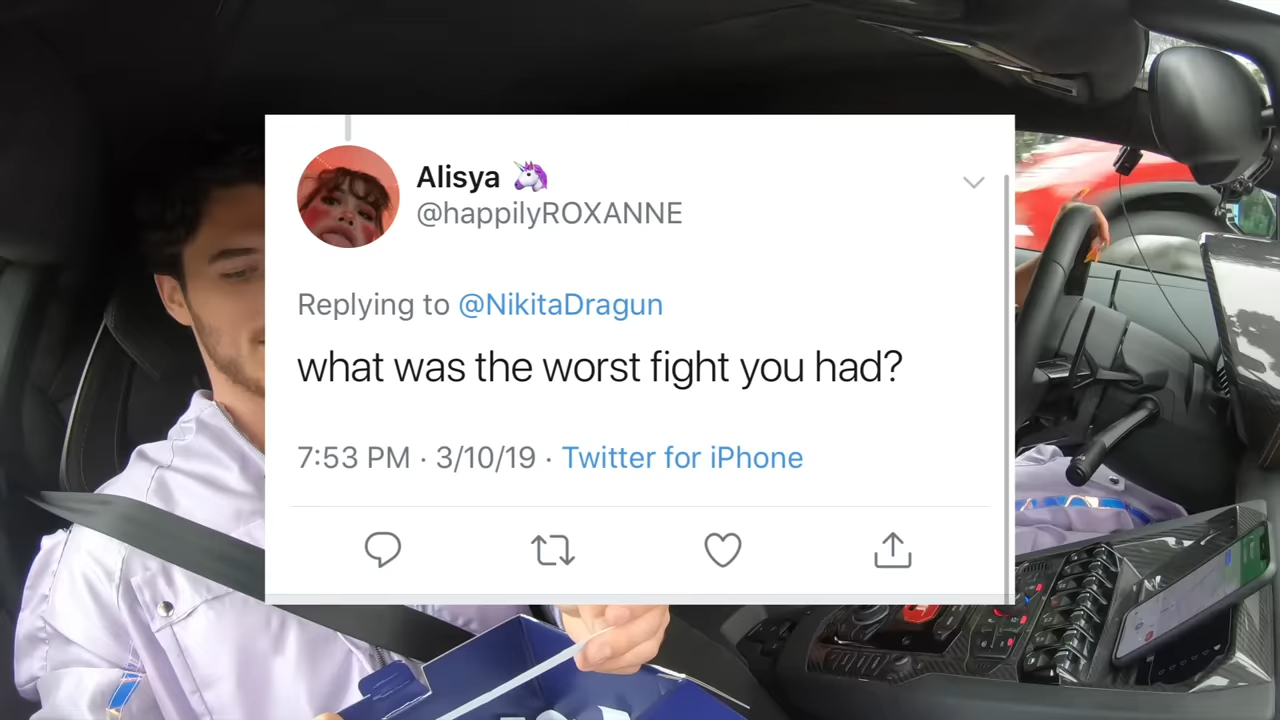 Alisya 🦄
@happilyROXANNE
Replying to @NikitaDragun
what was the worst fight you had?
7:53 PM · 3/10/19 · Twitter for iPhone